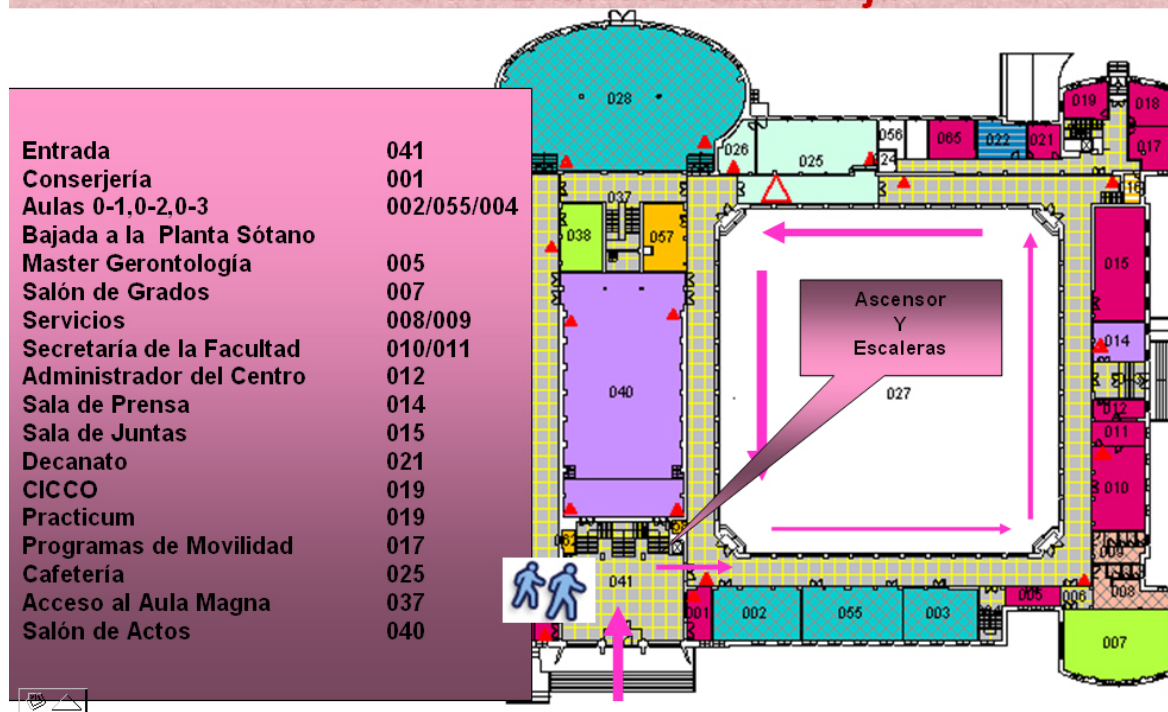 Entrada 041
Conserjería 001
Aulas 0-1,0-2,0-3 002/055/004
Bajada a la Planta Sótano
Master Gerontología 005
Salón de Grados 007
Servicios 008/009
Secretaría de la Facultad 010/011
Administrador del Centro 012
Sala de Prensa 014
Sala de Juntas 015
Decanato 021
CICCO 019
Practicum 019
Programas de Movilidad 017
Cafetería 025
Acceso al Aula Magna 037
Salón de Actos 040
028
026
025
056
24
065
022
021
019
018
017
16
037
038
057
015
Ascensor
Y
Escaleras
014
040
027
012
011
010
009
008
041
001
002
055
003
005
006
007